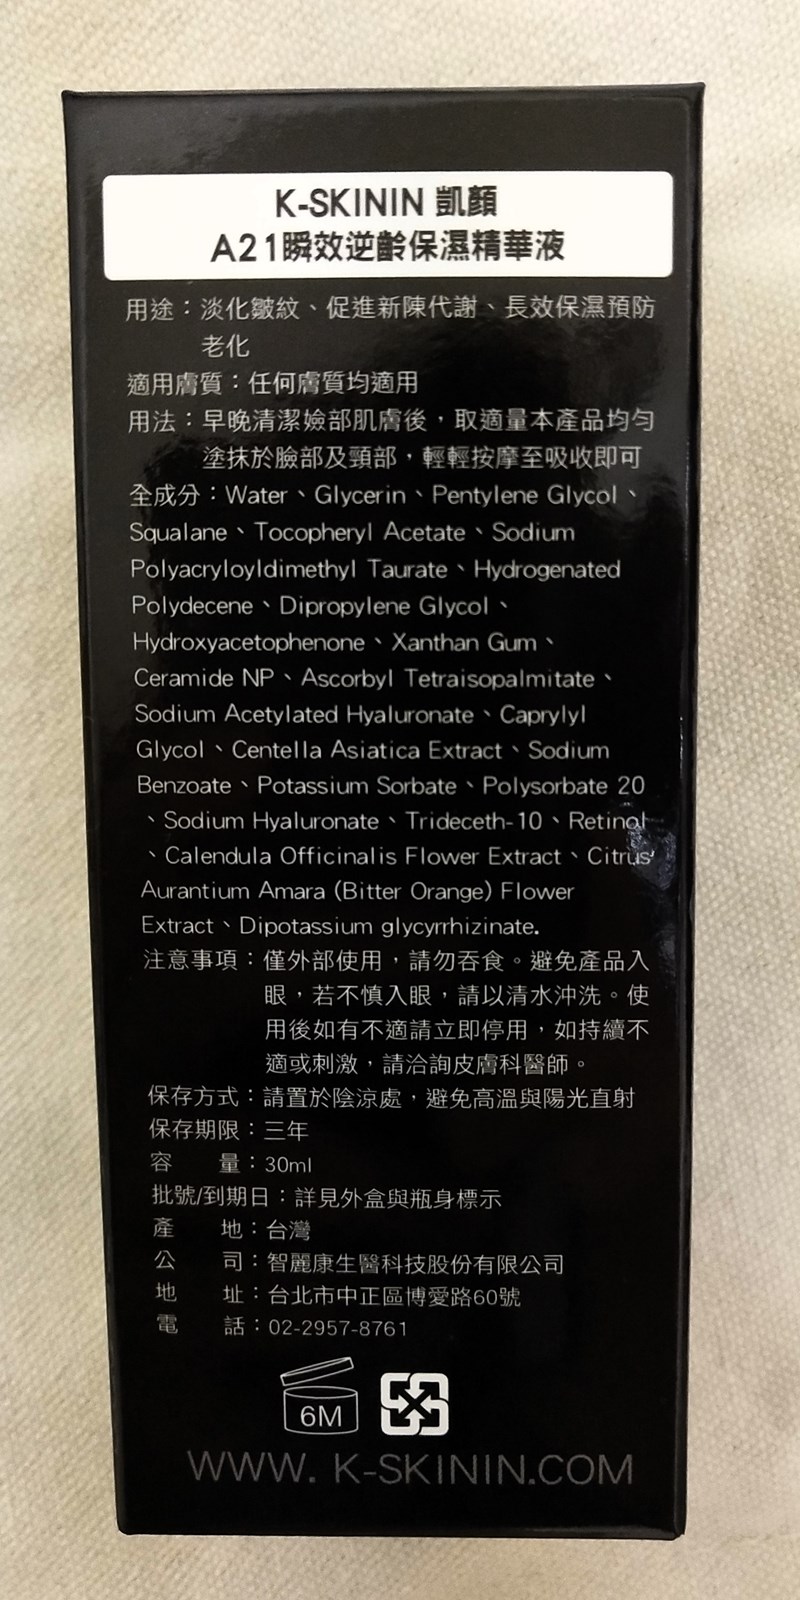 K-SKININ 凱顏
A21瞬效逆齡保濕精華液
用途：淡化皺紋、促進新陳代謝、長效保濕預防
老化
適用膚質：任何膚質均適用
用法：早晚清潔臉部肌膚後，取適量本產品均勻
塗抹於臉部及頸部，輕輕按摩至吸收即可
全成分：Water、Glycerin、Pentylene Glycol、
Squalane、Tocopheryl Acetate、Sodium
Polyacryloyldimethyl Taurate、Hydrogenated
Polydecene、Dipropylene Glycol、
Hydroxyacetophenone、Xanthan Gum、
Ceramide NP、Ascorbyl Tetraisopalmitate、
Sodium Acetylated Hyaluronate、Caprylyl
Glycol、Centella Asiatica Extract、Sodium
Benzoate、Potassium Sorbate、Polysorbate 20
、Sodium Hyaluronate、Trideceth-10、Retinol
、Calendula Officinalis Flower Extract、Citrus
Aurantium Amara (Bitter Orange) Flower
Extract、Dipotassium glycyrrhizinate.
注意事項：僅外部使用，請勿吞食。避免產品入
眼，若不慎入眼，請以清水沖洗。使
用後如有不適請立即停用，如持續不
適或刺激，請洽詢皮膚科醫師。
保存方式：請置於陰涼處，避免高溫與陽光直射
保存期限：三年
容　　量：30ml
批號/到期日：詳見外盒與瓶身標示
產　　地：台灣
公　　司：智麗康生醫科技股份有限公司
地　　址：台北市中正區博愛路60號
電　　話：02-2957-8761
6M
WWW. K-SKININ.COM